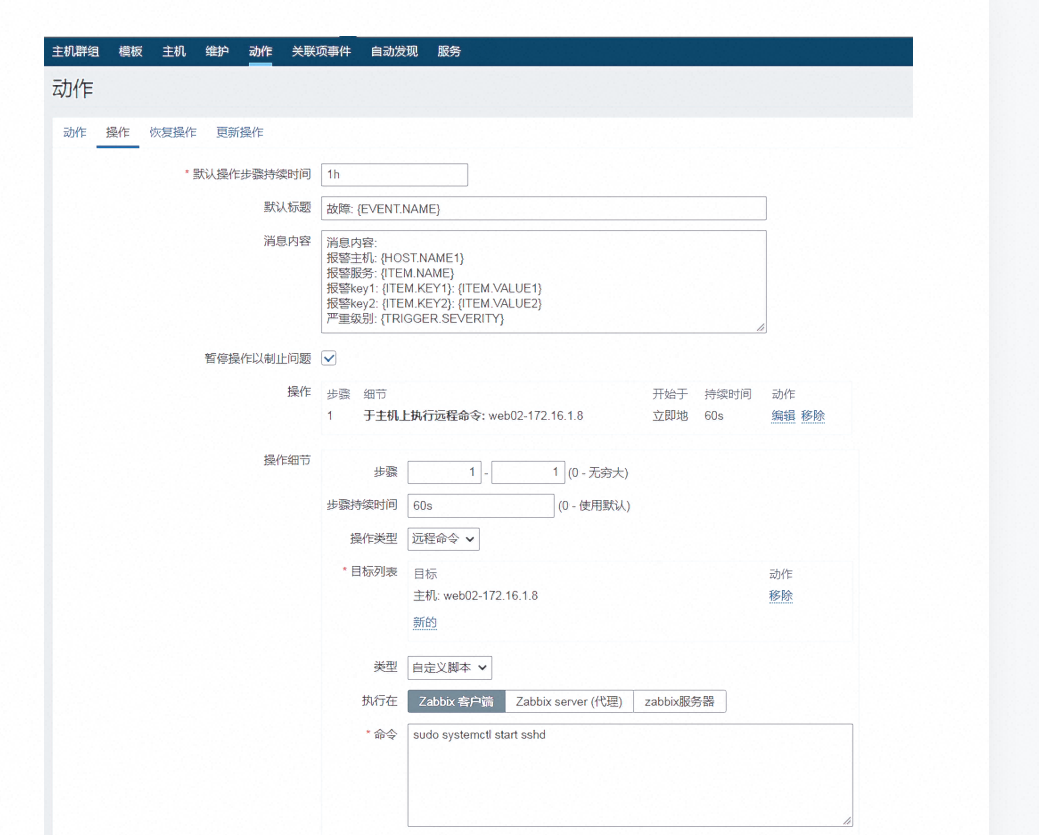 主机群组 模板 主机 维护 动作 关联项事件 自动发现 服务
动作
动作 操作 恢复操作 更新操作
* 默认操作步骤持续时间 1h
默认标题 故障: {EVENT.NAME}
消息内容 消息内容:
报警主机: {HOST.NAME1}
报警服务: {ITEM.NAME}
报警key1: {ITEM.KEY1}: {ITEM.VALUE1}
报警key2: {ITEM.KEY2}: {ITEM.VALUE2}
严重级别: {TRIGGER.SEVERITY}
暂停操作以制止问题
操作 步骤 细节 开始于 持续时间 动作
1 于主机上执行远程命令: web02-172.16.1.8 立即地 60s 编辑 移除
操作细节
步骤 1 - 1 (0 - 无穷大)
步骤持续时间 60s (0 - 使用默认)
操作类型 远程命令
* 目标列表 目标 动作
主机: web02-172.16.1.8 移除
新的
类型 自定义脚本
执行在 Zabbix 客户端 Zabbix server (代理) zabbix服务器
* 命令 sudo systemctl start sshd